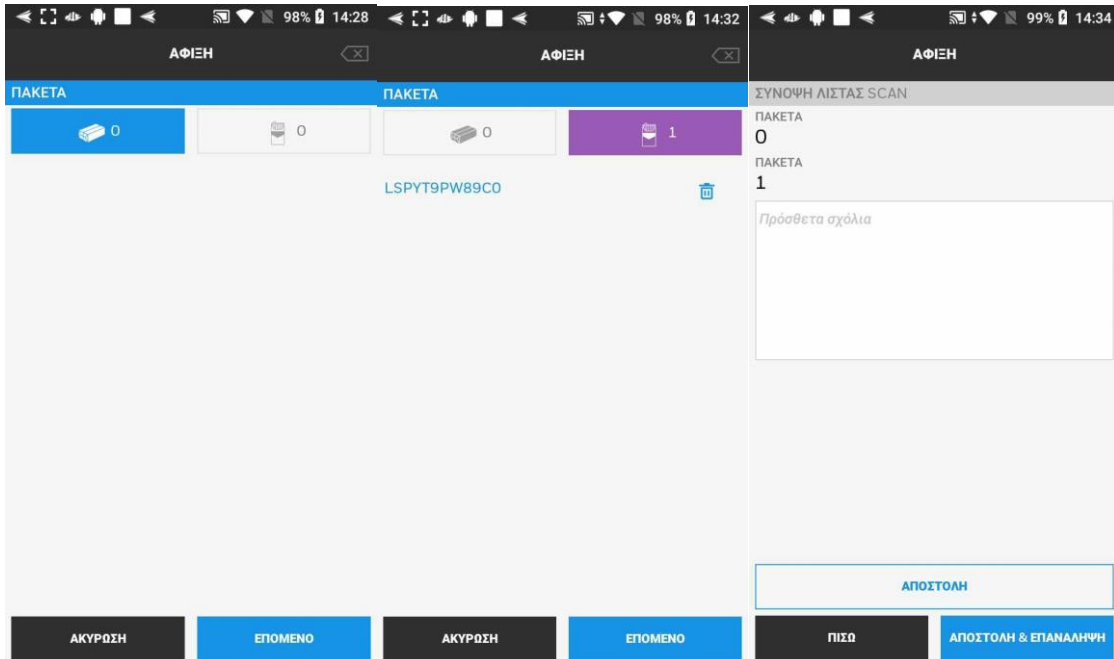 98% 14:28
ΑΦΙΞΗ
ΠΑΚΕΤΑ
0 0
ΑΚΥΡΩΣΗ ΕΠΟΜΕΝΟ
98% 14:32
ΑΦΙΞΗ
ΠΑΚΕΤΑ
0 1
LSPYT9PW89C0
ΑΚΥΡΩΣΗ ΕΠΟΜΕΝΟ
99% 14:34
ΑΦΙΞΗ
ΣΥΝΟΨΗ ΛΙΣΤΑΣ SCAN
ΠΑΚΕΤΑ
0
ΠΑΚΕΤΑ
1
Πρόσθετα σχόλια
ΑΠΟΣΤΟΛΗ
ΠΙΣΩ ΑΠΟΣΤΟΛΗ & ΕΠΑΝΑΛΗΨΗ